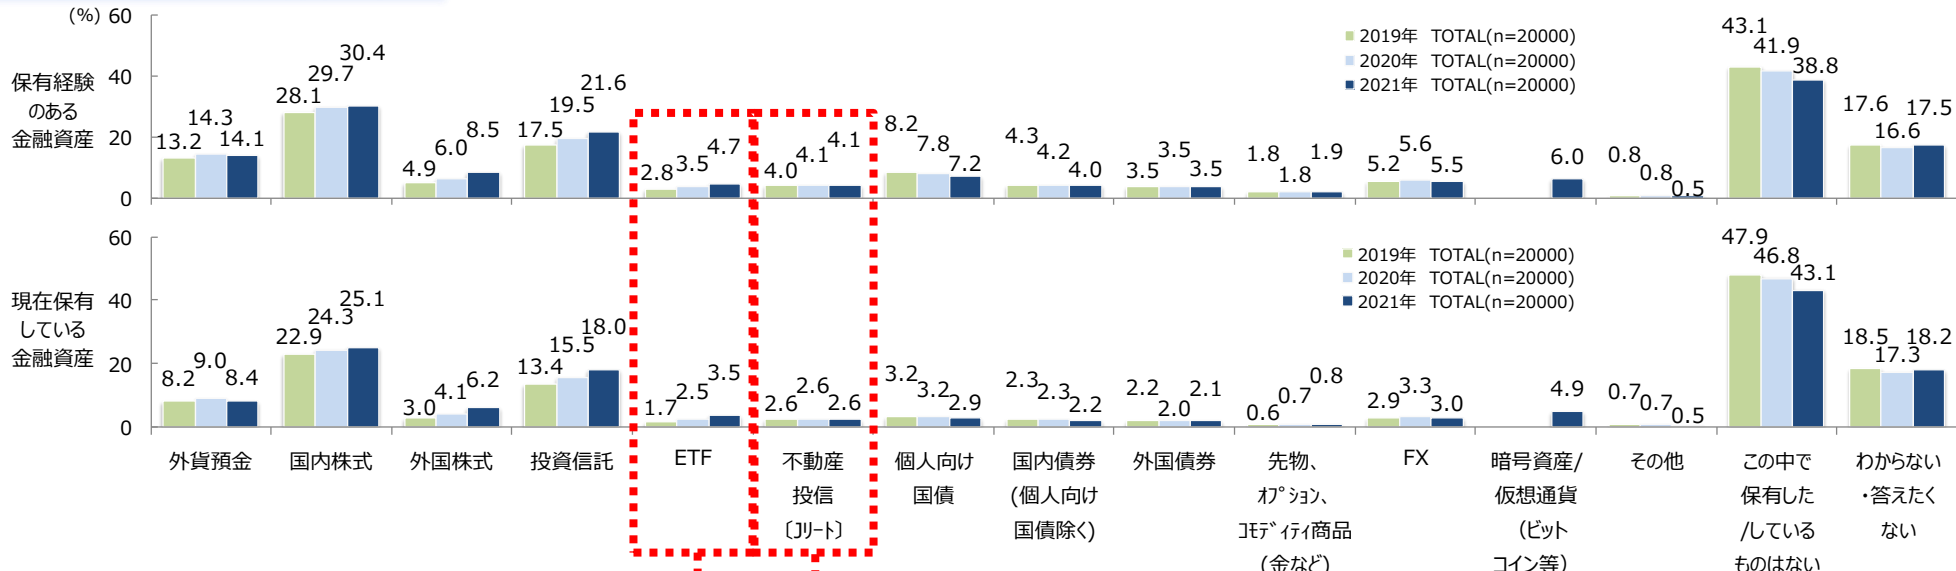 (%)
60
40
20
0
保有経験
のある
金融資産
2019年 TOTAL(n=20000)
2020年 TOTAL(n=20000)
2021年 TOTAL(n=20000)
13.2 14.3 14.1
28.1 29.7 30.4
4.9 6.0 8.5
17.5 19.5 21.6
2.8 3.5 4.7
4.0 4.1 4.1
8.2 7.8 7.2
4.3 4.2 4.0
3.5 3.5 3.5
1.8 1.8 1.9
5.2 5.6 5.5
6.0
0.8 0.8 0.5
43.1 41.9 38.8
17.6 16.6 17.5
60
40
20
0
現在保有
している
金融資産
2019年 TOTAL(n=20000)
2020年 TOTAL(n=20000)
2021年 TOTAL(n=20000)
8.2 9.0 8.4
22.9 24.3 25.1
3.0 4.1 6.2
13.4 15.5 18.0
1.7 2.5 3.5
2.6 2.6 2.6
3.2 3.2 2.9
2.3 2.3 2.2
2.2 2.0 2.1
0.6 0.7 0.8
2.9 3.3 3.0
4.9
0.7 0.7 0.5
47.9 46.8 43.1
18.5 17.3 18.2
外貨預金
国内株式
外国株式
投資信託
ETF
不動産
投信
〔Jリート〕
個人向け
国債
国内債券
(個人向け
国債除く)
外国債券
先物、
ｵﾌﾟｼｮﾝ、
ｺﾓﾃﾞｨﾃｨ商品
(金など)
FX
暗号資産/
仮想通貨
(ビット
コイン等)
その他
この中で
保有した
/している
ものはない
わからない
・答えたく
ない